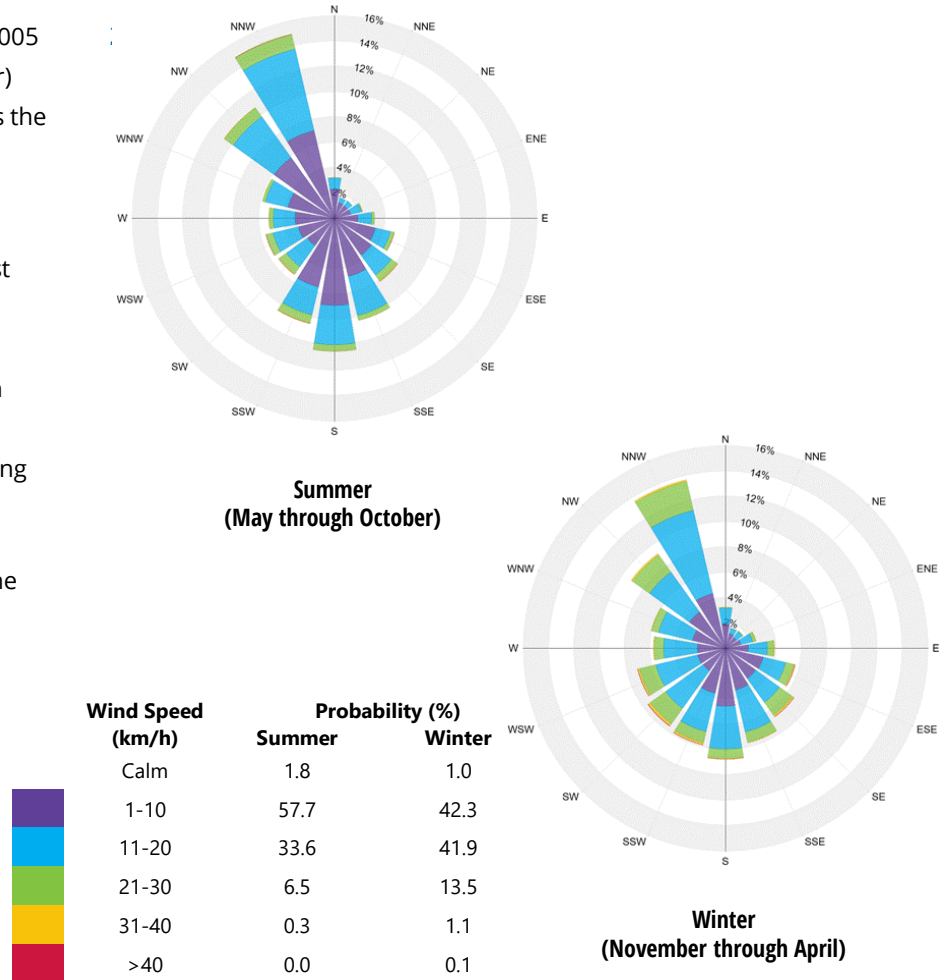 005
r)
s the
st
n
ng
ne
N
NNE
NE
ENE
E
ESE
SE
SSE
S
SSW
SW
WSW
W
WNW
NW
NNW
16%
14%
12%
10%
8%
6%
4%
2%
Summer
(May through October)
N
NNE
NE
ENE
E
ESE
SE
SSE
S
SSW
SW
WSW
W
WNW
NW
NNW
16%
14%
12%
10%
8%
6%
4%
2%
Winter
(November through April)
Wind Speed Probability (%)
(km/h) Summer Winter
Calm 1.8 1.0
1-10 57.7 42.3
11-20 33.6 41.9
21-30 6.5 13.5
31-40 0.3 1.1
>40 0.0 0.1